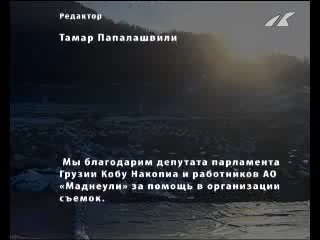 Редактор
Тамар Папалашвили
Мы благодарим депутата парламента
Грузии Кобу Накопиа и работников АО
«Маднеули» за помощь в организации
съемок.